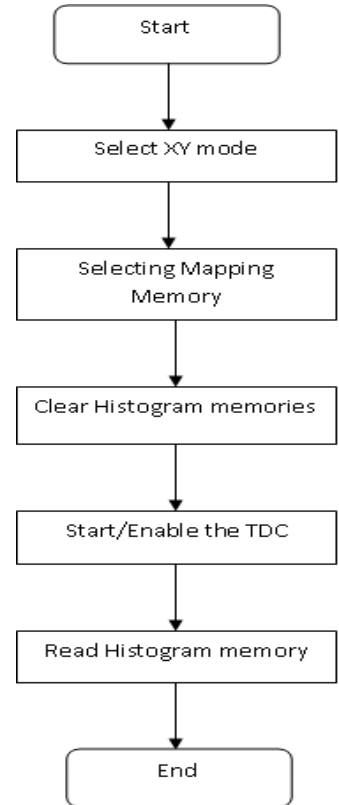 Start
Select XY mode
Selecting Mapping
Memory
Clear Histogram memories
Start/Enable the TDC
Read Histogram memory
End